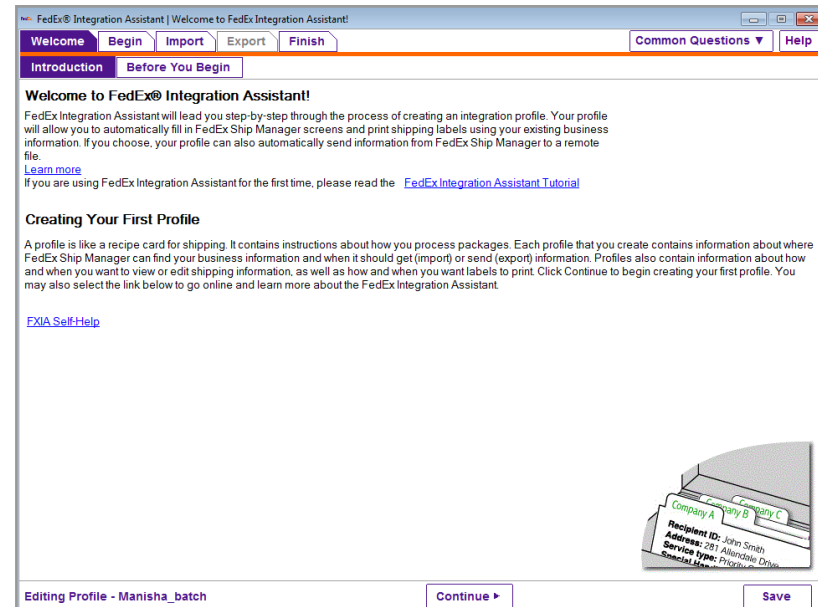 FedEx® Integration Assistant | Welcome to FedEx Integration Assistant!
Welcome Begin Import Export Finish Common Questions ▼ Help
Introduction Before You Begin
Welcome to FedEx® Integration Assistant!
FedEx Integration Assistant will lead you step-by-step through the process of creating an integration profile. Your profile
will allow you to automatically fill in FedEx Ship Manager screens and print shipping labels using your existing business
information. If you choose, your profile can also automatically send information from FedEx Ship Manager to a remote
file.
Learn more
If you are using FedEx Integration Assistant for the first time, please read the FedEx Integration Assistant Tutorial
Creating Your First Profile
A profile is like a recipe card for shipping. It contains instructions about how you process packages. Each profile that you create contains information about where
FedEx Ship Manager can find your business information and when it should get (import) or send (export) information. Profiles also contain information about how
and when you want to view or edit shipping information, as well as how and when you want labels to print. Click Continue to begin creating your first profile. You
may also select the link below to go online and learn more about the FedEx Integration Assistant.
FXIA Self-Help
Company A Company B Company C
Recipient ID: John Smith
Address: 281 Allendale Drive
Service type: Priority
Special
Editing Profile - Manisha_batch Continue ► Save